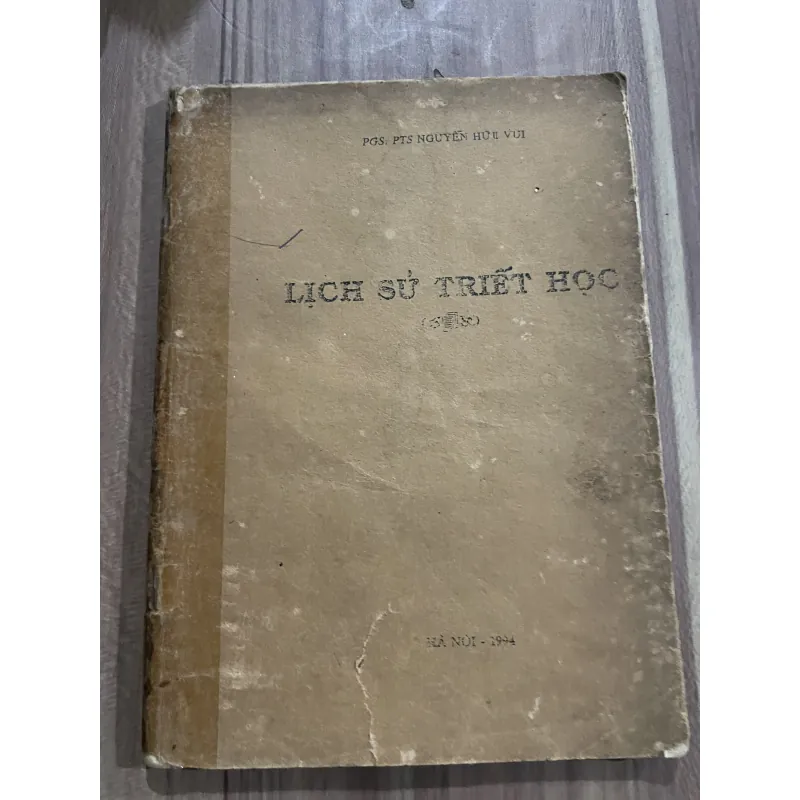 PGS. PTS NGUYỄN HỮU VUI
LỊCH SỬ TRIẾT HỌC
HÀ NỘI - 1994